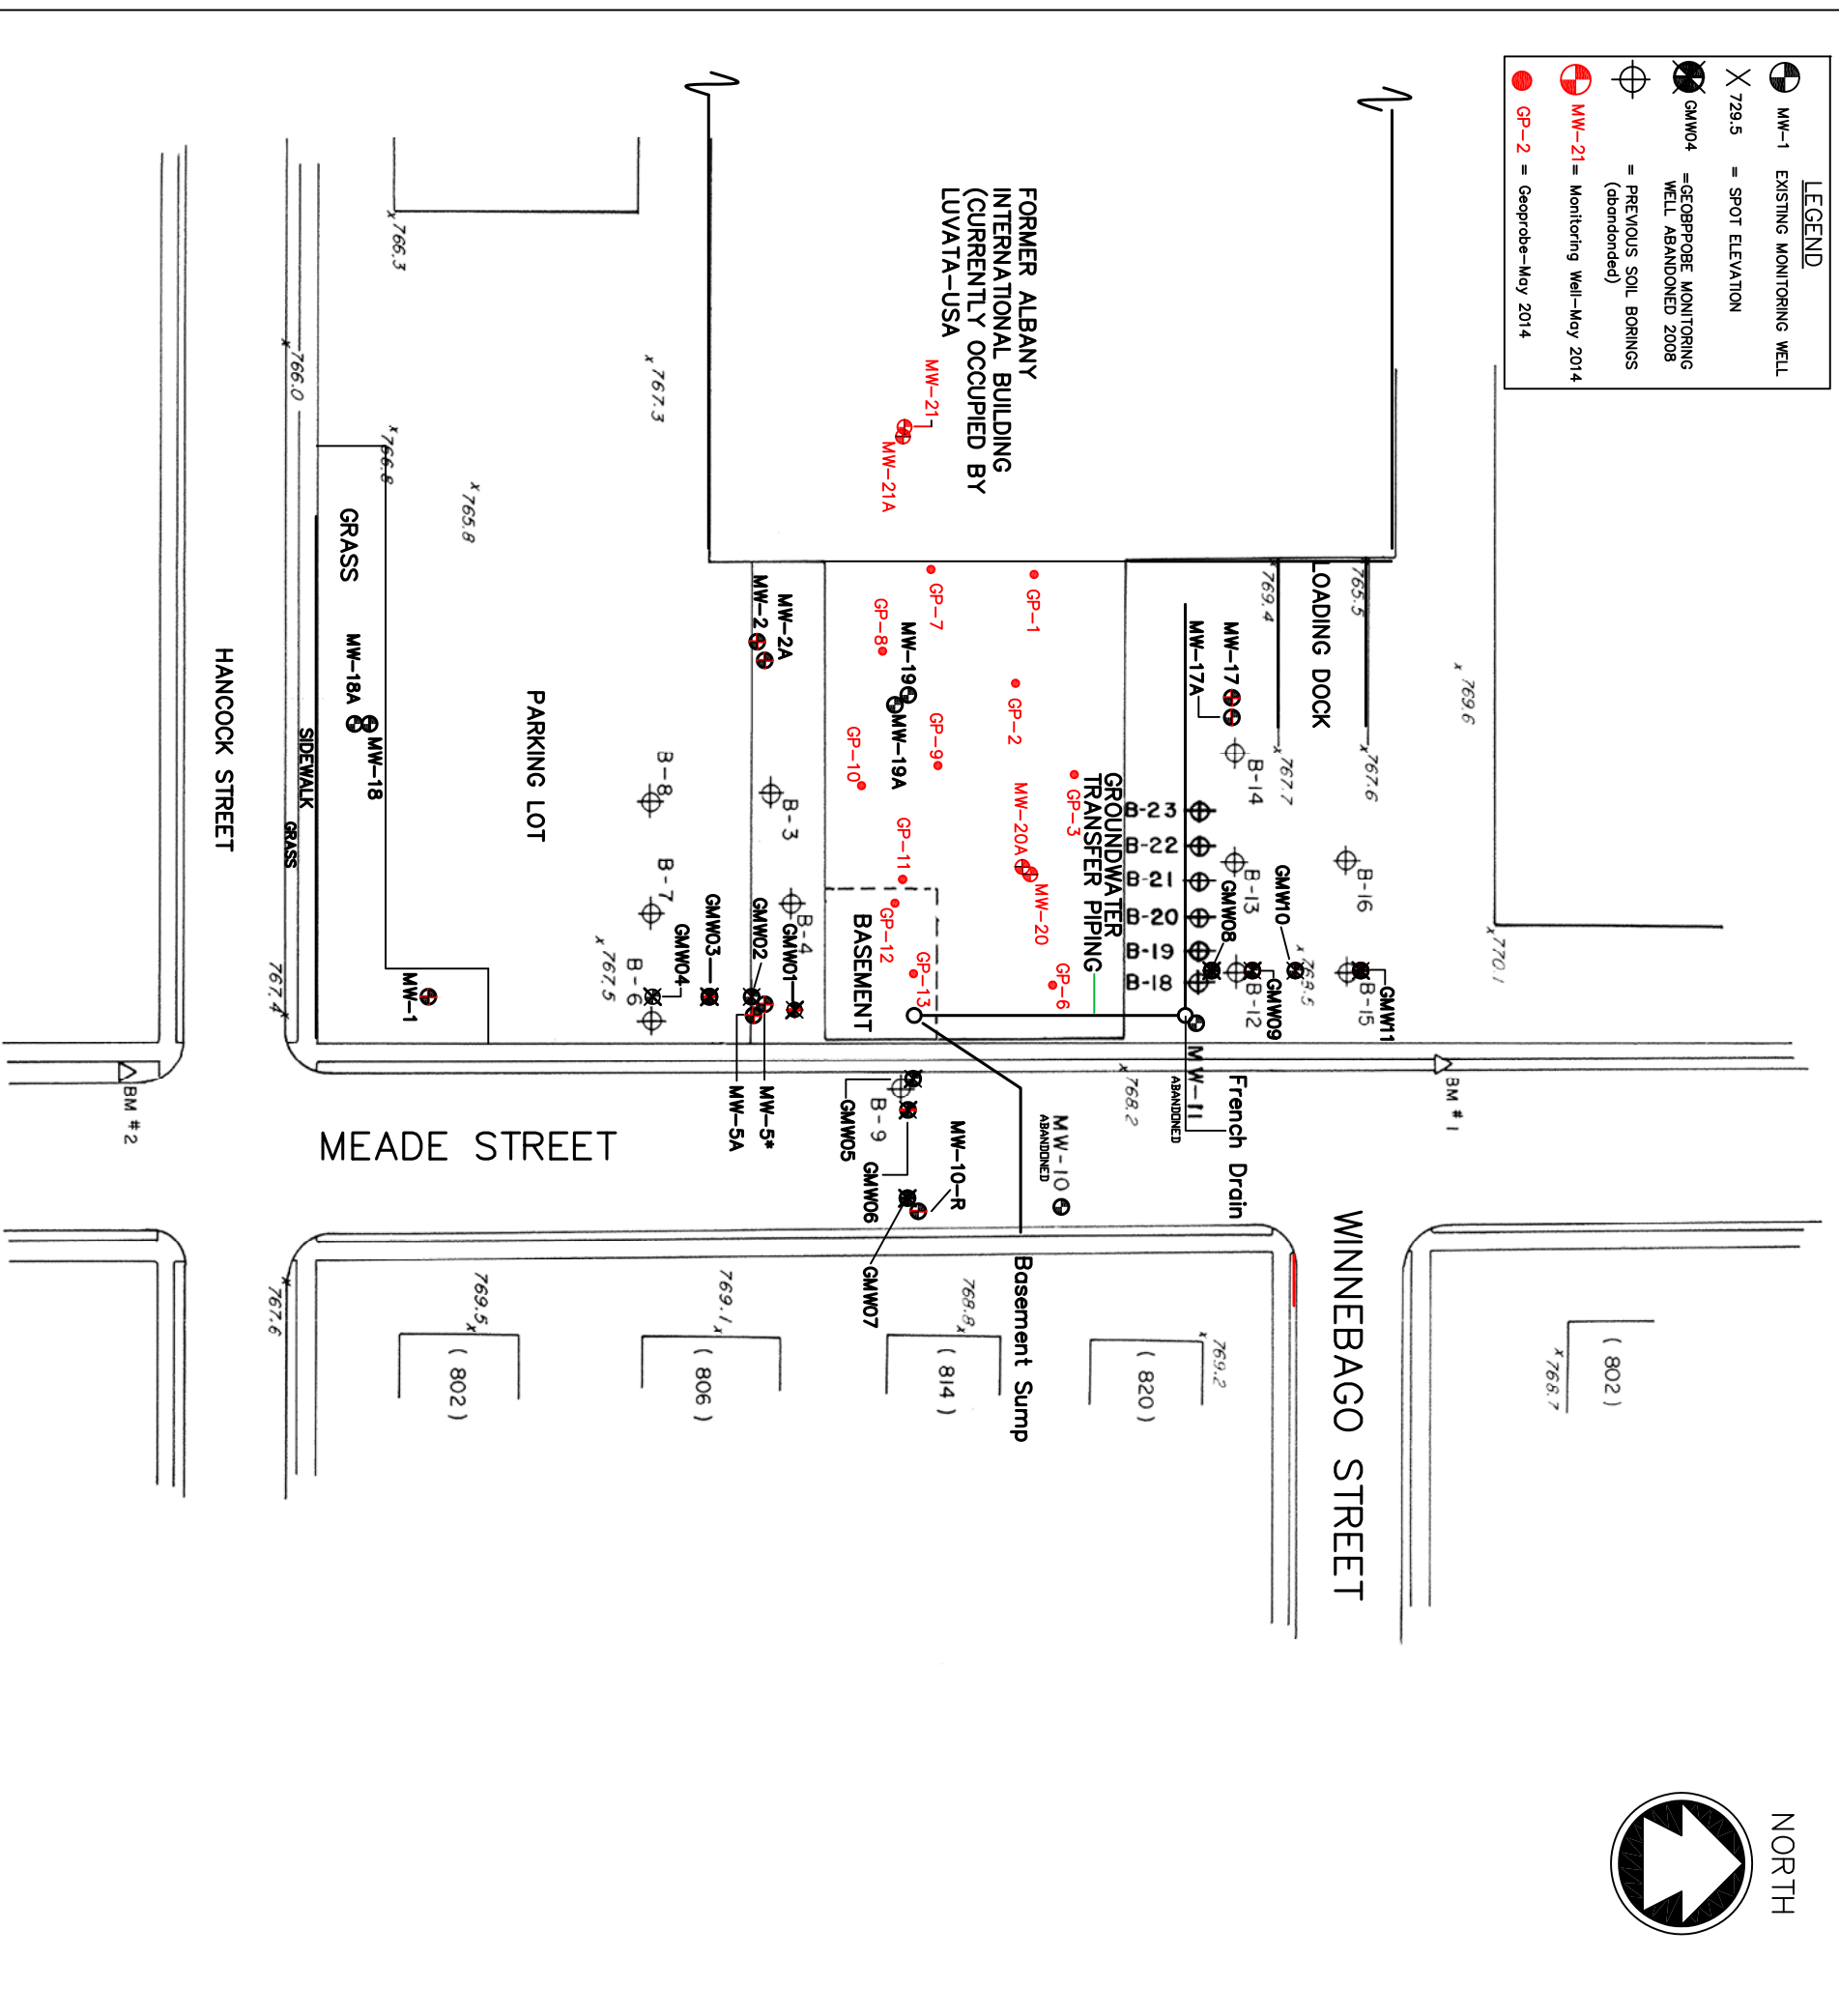 LEGEND
MW-1 EXISTING MONITORING WELL
729.5 = SPOT ELEVATION
GMW04 =GEOBPPOBE MONITORING
WELL ABANDONED 2008
= PREVIOUS SOIL BORINGS
(abandonded)
MW-21= Monitoring Well-May 2014
GP-2 = Geoprobe-May 2014
NORTH
FORMER ALBANY
INTERNATIONAL BUILDING
(CURRENTLY OCCUPIED BY
LUVATA-USA
MW-21
MW-21A
LOADING DOCK
765.5
769.4
769.6
770.1
767.6
767.7
MW-17
MW-17A
B-14
B-16
B-13
GMW10
GMW08
B-23
B-22
B-21
B-20
B-19
B-18
GMW11
B-15
GMW09
B-12
GROUNDWATER
TRANSFER PIPING
GP-1
GP-2
GP-3
GP-6
GP-7
GP-8
GP-9
GP-10
GP-11
GP-12
GP-13
MW-20A
MW-20
MW-19
MW-19A
BASEMENT
MW-2A
MW-2
B-3
B-4
B-8
B-7
B-6
GMW01
GMW02
GMW03
GMW04
767.5
767.3
766.3
766.0
766.8
765.8
PARKING LOT
GRASS
MW-18A
MW-18
MW-1
SIDEWALK
GRASS
767.4
HANCOCK STREET
BM #1
BM #2
MEADE STREET
MW-5*
MW-5A
GMW05
B-9
GMW06
GMW07
MW-10-R
MW-10
ABANDONED
MW-11
ABANDONED
768.2
French Drain
Basement Sump
WINNEBAGO STREET
767.6
769.5
( 802 )
769.1
( 806 )
768.8
( 814 )
769.2
( 820 )
768.7
( 802 )